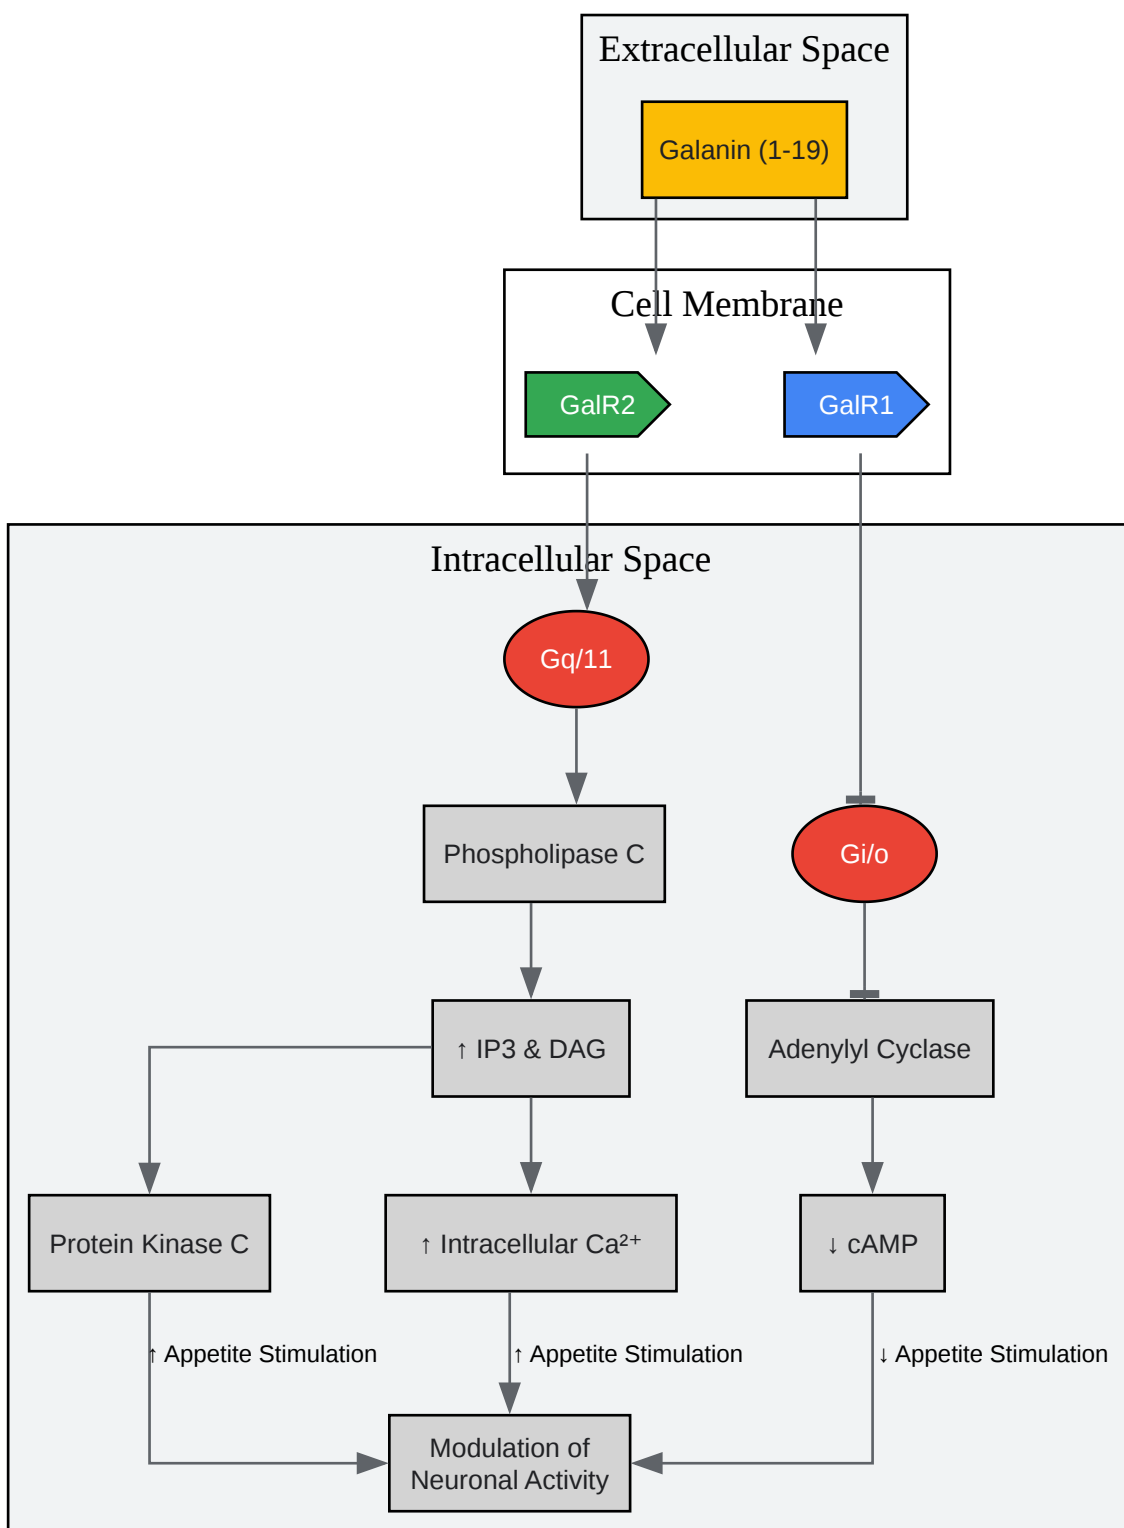 Extracellular Space
Galanin (1-19)
Cell Membrane
GalR2
GalR1
Intracellular Space
Gq/11
Phospholipase C
Gi/o
↑ IP3 & DAG
Adenylyl Cyclase
Protein Kinase C
↑ Intracellular Ca²⁺
↓ cAMP
↑ Appetite Stimulation
↑ Appetite Stimulation
↓ Appetite Stimulation
Modulation of
Neuronal Activity